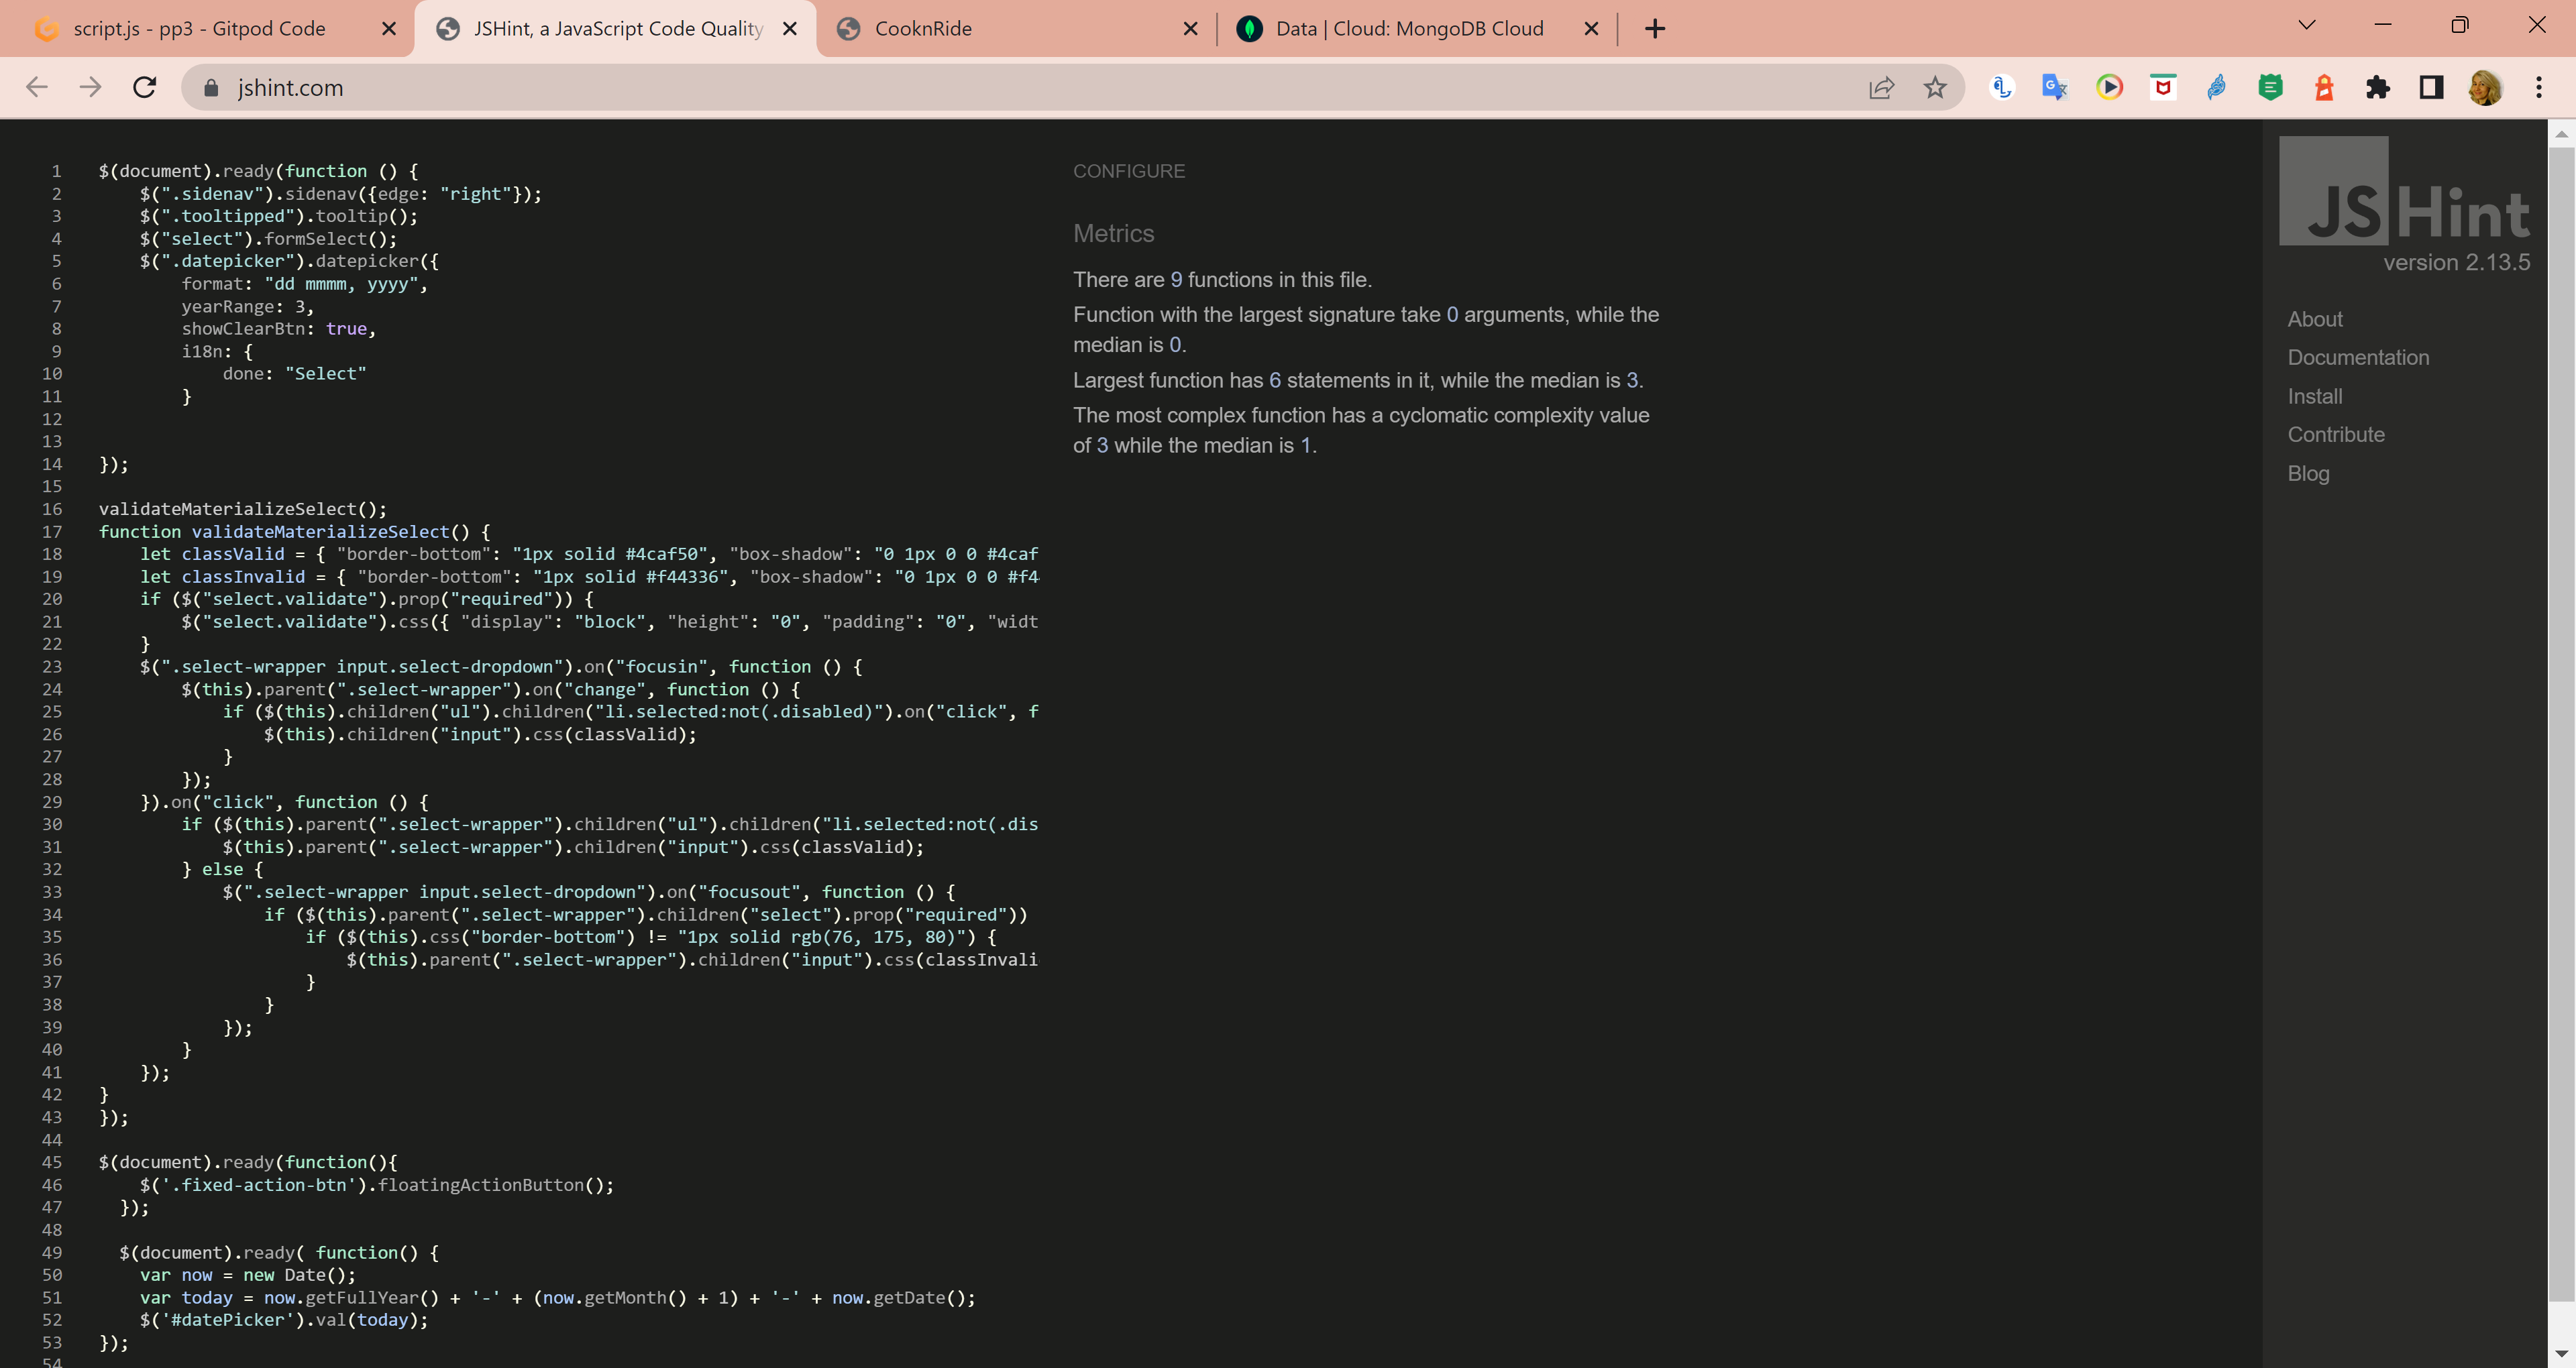 script.js - pp3 - Gitpod Code
JSHint, a JavaScript Code Quality
CooknRide
Data | Cloud: MongoDB Cloud
jshint.com
1 $(document).ready(function () {
2 $(".sidenav").sidenav({edge: "right"});
3 $(".tooltipped").tooltip();
4 $("select").formSelect();
5 $(".datepicker").datepicker({
6 format: "dd mmmm, yyyy",
7 yearRange: 3,
8 showClearBtn: true,
9 i18n: {
10 done: "Select"
11 }
12
13
14 });
15
16 validateMaterializeSelect();
17 function validateMaterializeSelect() {
18 let classValid = { "border-bottom": "1px solid #4caf50", "box-shadow": "0 1px 0 0 #4caf
19 let classInvalid = { "border-bottom": "1px solid #f44336", "box-shadow": "0 1px 0 0 #f4
20 if ($("select.validate").prop("required")) {
21 $("select.validate").css({ "display": "block", "height": "0", "padding": "0", "widt
22 }
23 $(".select-wrapper input.select-dropdown").on("focusin", function () {
24 $(this).parent(".select-wrapper").on("change", function () {
25 if ($(this).children("ul").children("li.selected:not(.disabled)").on("click", f
26 $(this).children("input").css(classValid);
27 }
28 });
29 }).on("click", function () {
30 if ($(this).parent(".select-wrapper").children("ul").children("li.selected:not(.dis
31 $(this).parent(".select-wrapper").children("input").css(classValid);
32 } else {
33 $(".select-wrapper input.select-dropdown").on("focusout", function () {
34 if ($(this).parent(".select-wrapper").children("select").prop("required"))
35 if ($(this).css("border-bottom") != "1px solid rgb(76, 175, 80)") {
36 $(this).parent(".select-wrapper").children("input").css(classInvali
37 }
38 }
39 });
40 }
41 });
42 }
43 });
44
45 $(document).ready(function(){
46 $('.fixed-action-btn').floatingActionButton();
47 });
48
49 $(document).ready( function() {
50 var now = new Date();
51 var today = now.getFullYear() + '-' + (now.getMonth() + 1) + '-' + now.getDate();
52 $('#datePicker').val(today);
53 });
54
CONFIGURE
Metrics
There are 9 functions in this file.
Function with the largest signature take 0 arguments, while the
median is 0.
Largest function has 6 statements in it, while the median is 3.
The most complex function has a cyclomatic complexity value
of 3 while the median is 1.
JSHint
version 2.13.5
About
Documentation
Install
Contribute
Blog